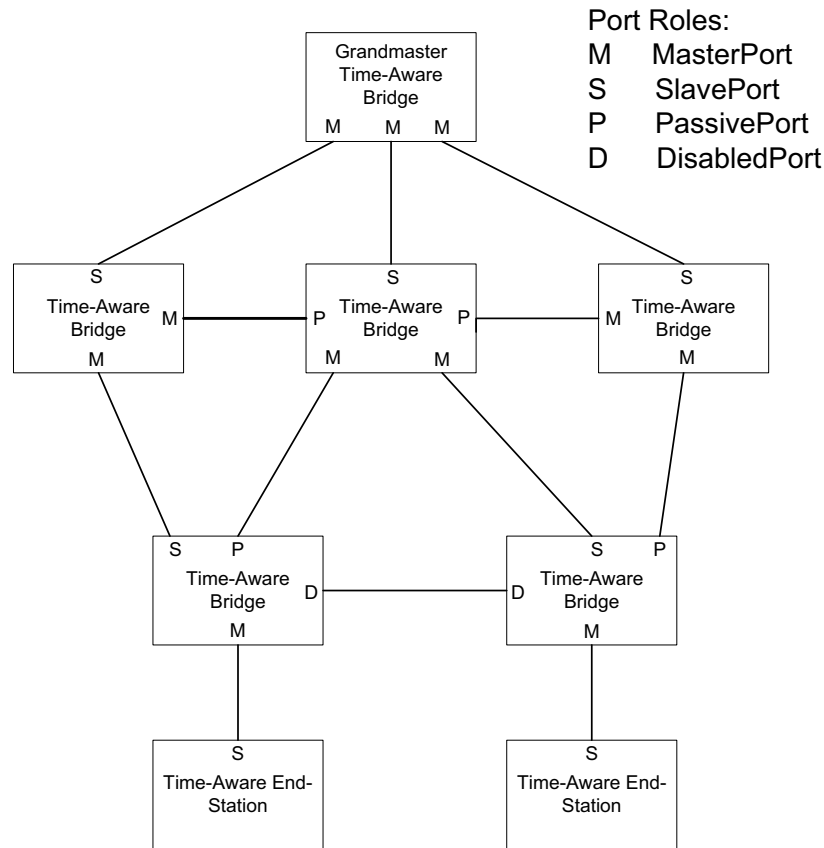 Port Roles:
M MasterPort
S SlavePort
P PassivePort
D DisabledPort
Grandmaster
Time-Aware
Bridge
M M M
S
Time-Aware
Bridge
M
M
S
Time-Aware
Bridge
P
P
M
M
S
Time-Aware
Bridge
M
M
S P
Time-Aware
Bridge
D
M
S P
Time-Aware
Bridge
D
M
S
Time-Aware End-
Station
S
Time-Aware End-
Station